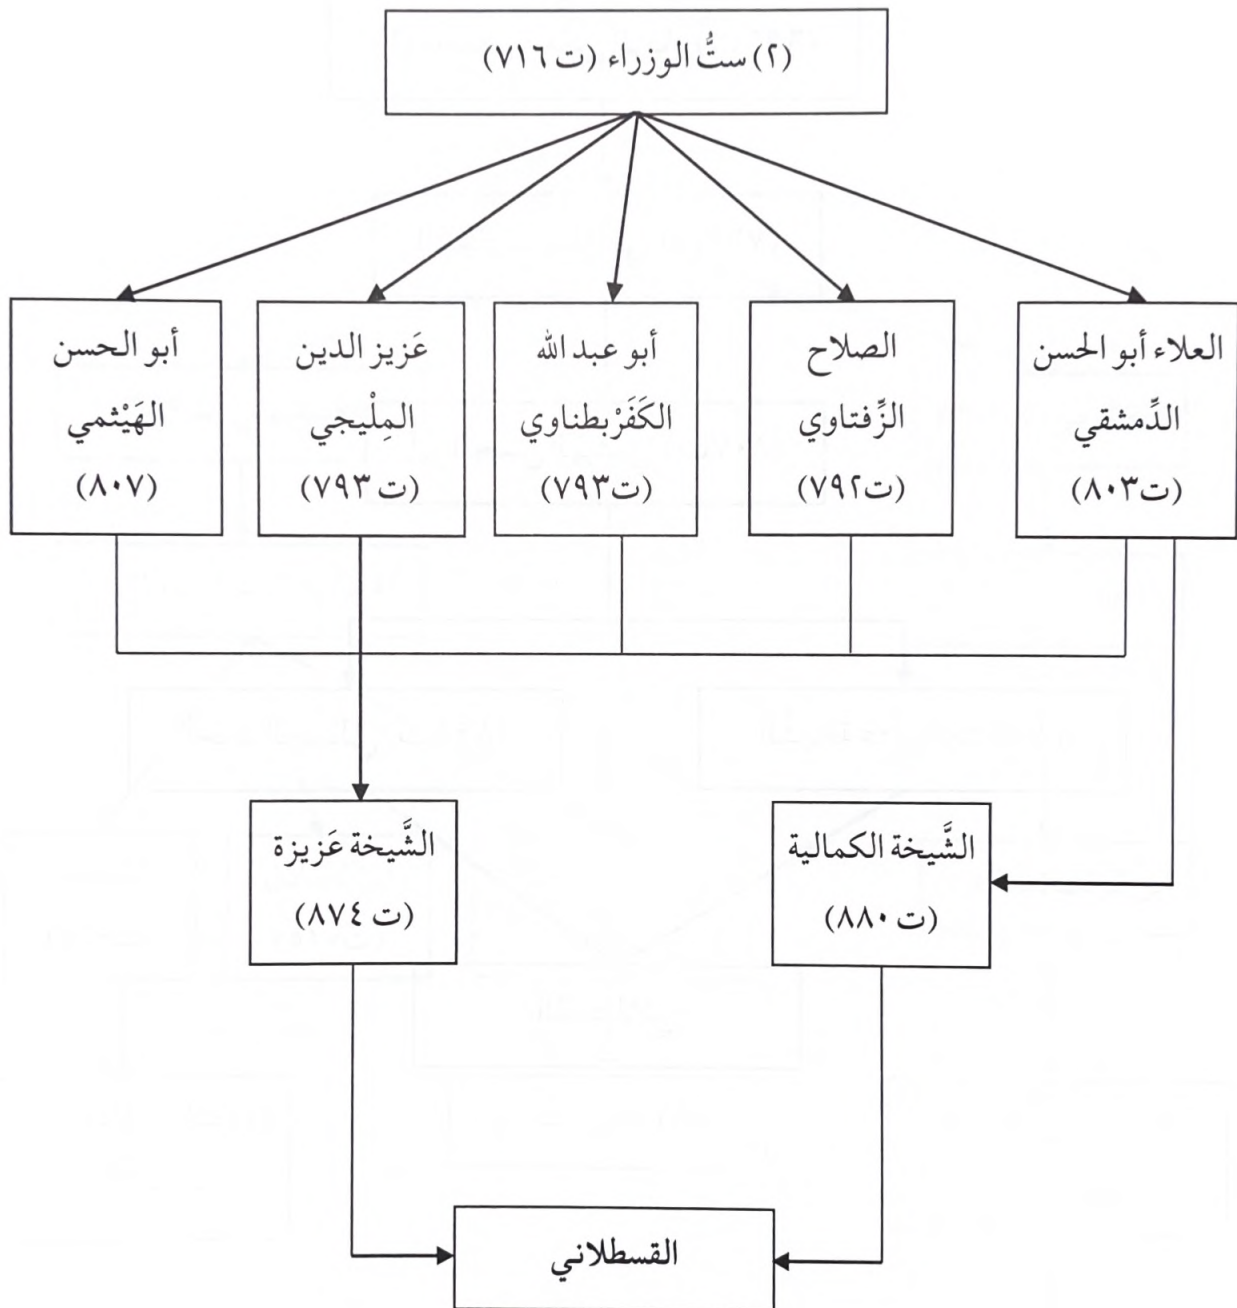 (٢) ستُّ الوزراء (ت ٧١٦)
العلاء أبو الحسن
الدِّمشقي
(ت٨٠٣)
الصلاح
الزِّفتاوي
(ت٧٩٢)
أبو عبد الله
الكَفَرْبطناوي
(ت٧٩٣)
عَزيز الدين
المِلْيجي
(ت ٧٩٣)
أبو الحسن
الهَيْثمي
(٨٠٧)
الشَّيخة الكمالية
(ت ٨٨٠)
الشَّيخة عَزيزة
(ت ٨٧٤)
القسطلاني